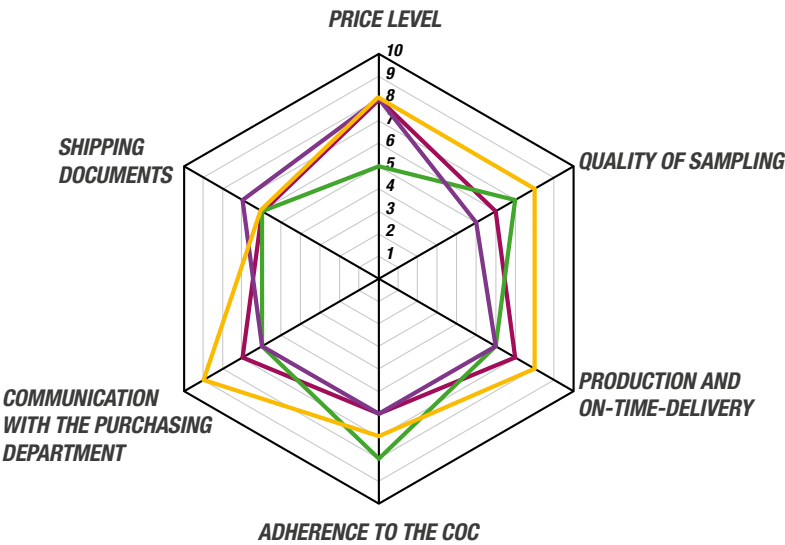 PRICE LEVEL
10
9
8
7
6
5
4
3
2
1
QUALITY OF SAMPLING
PRODUCTION AND
ON-TIME-DELIVERY
ADHERENCE TO THE COC
COMMUNICATION
WITH THE PURCHASING
DEPARTMENT
SHIPPING
DOCUMENTS